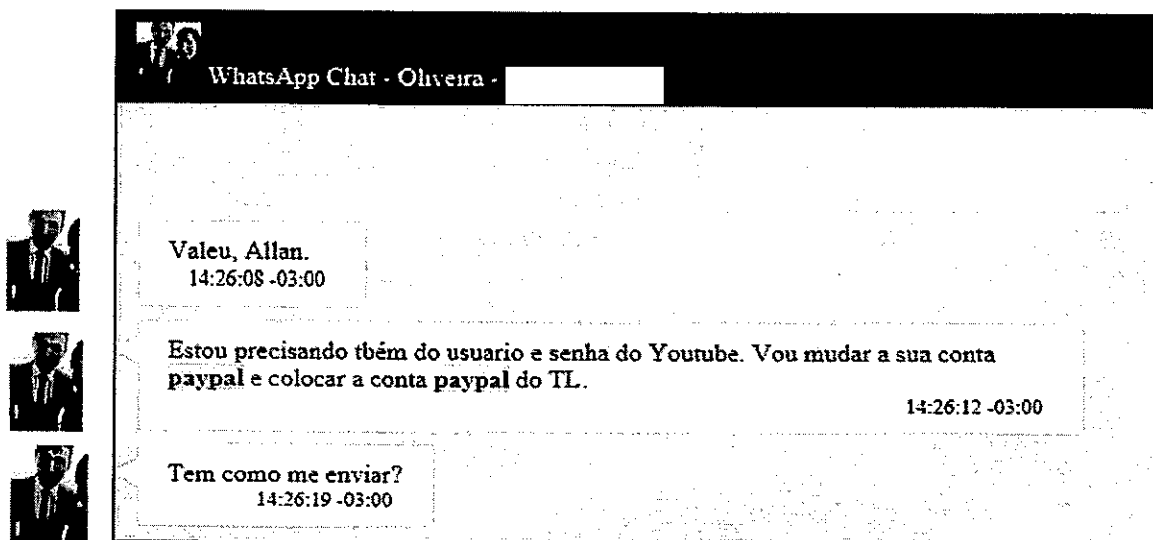 WhatsApp Chat - Oliveira -
Valeu, Allan.
14:26:08 -03:00
Estou precisando tbém do usuario e senha do Youtube. Vou mudar a sua conta
paypal e colocar a conta paypal do TL.
14:26:12 -03:00
Tem como me enviar?
14:26:19 -03:00